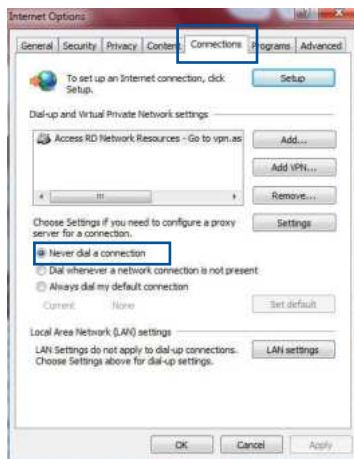 Internet Options
General Security Privacy Content Connections Programs Advanced
To set up an Internet connection, click
Setup.
Setup
Dial-up and Virtual Private Network settings
Access RD Network Resources - Go to vpn.as
Add...
Add VPN...
Remove...
Choose Settings if you need to configure a proxy
server for a connection.
Settings
Never dial a connection
Dial whenever a network connection is not present
Always dial my default connection
Current None
Set default
Local Area Network (LAN) settings
LAN Settings do not apply to dial-up connections.
Choose Settings above for dial-up settings.
LAN settings
OK Cancel Apply